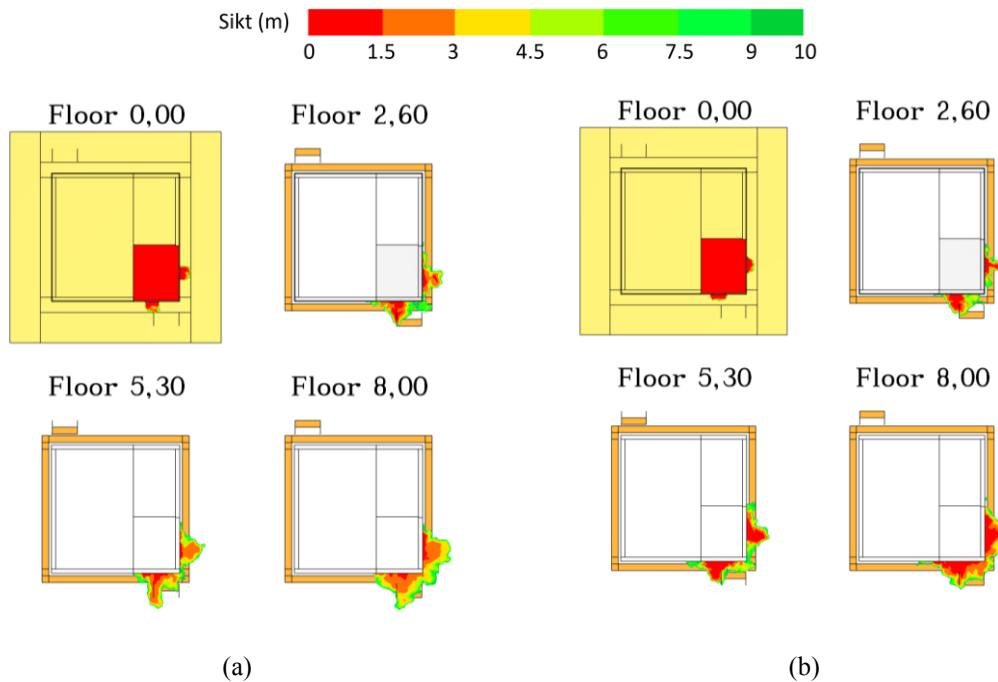 Sikt (m)
0 1.5 3 4.5 6 7.5 9 10
Floor 0,00 Floor 2,60 Floor 0,00 Floor 2,60
Floor 5,30 Floor 8,00 Floor 5,30 Floor 8,00
(a) (b)